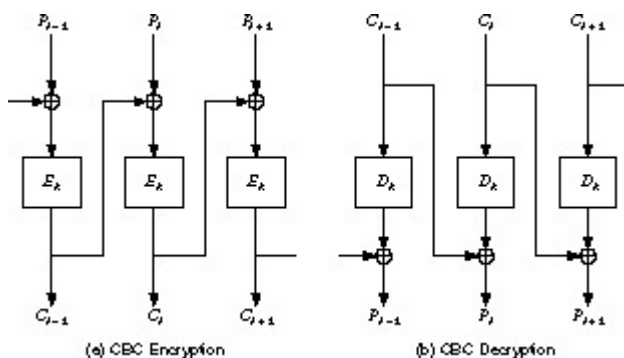 P_{i-1} P_i P_{i+1}
E_k E_k E_k
C_{i-1} C_i C_{i+1}
(a) CBC Encryption
C_{i-1} C_i C_{i+1}
D_k D_k D_k
P_{i-1} P_i P_{i+1}
(b) CBC Decryption